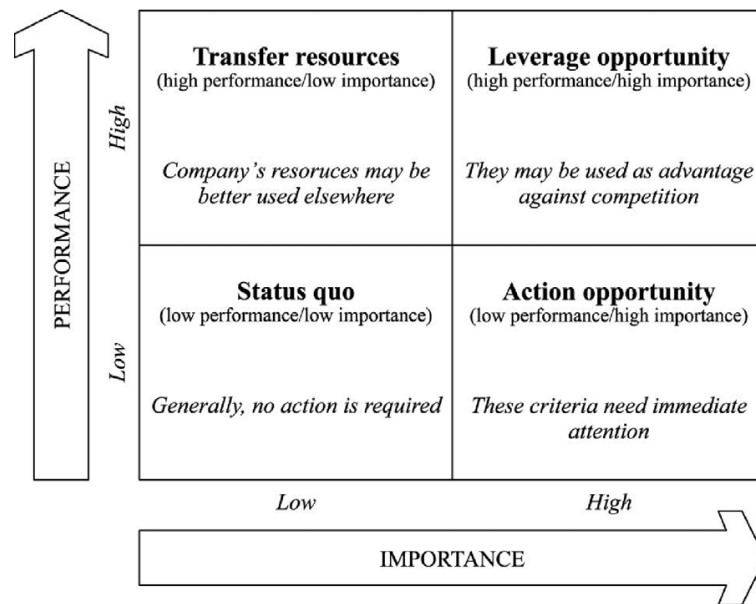 Transfer resources
(high performance/low importance)
Company's resoruces may be
better used elsewhere
Leverage opportunity
(high performance/high importance)
They may be used as advantage
against competition
Status quo
(low performance/low importance)
Generally, no action is required
Action opportunity
(low performance/high importance)
These criteria need immediate
attention
PERFORMANCE
High
Low
Low
High
IMPORTANCE